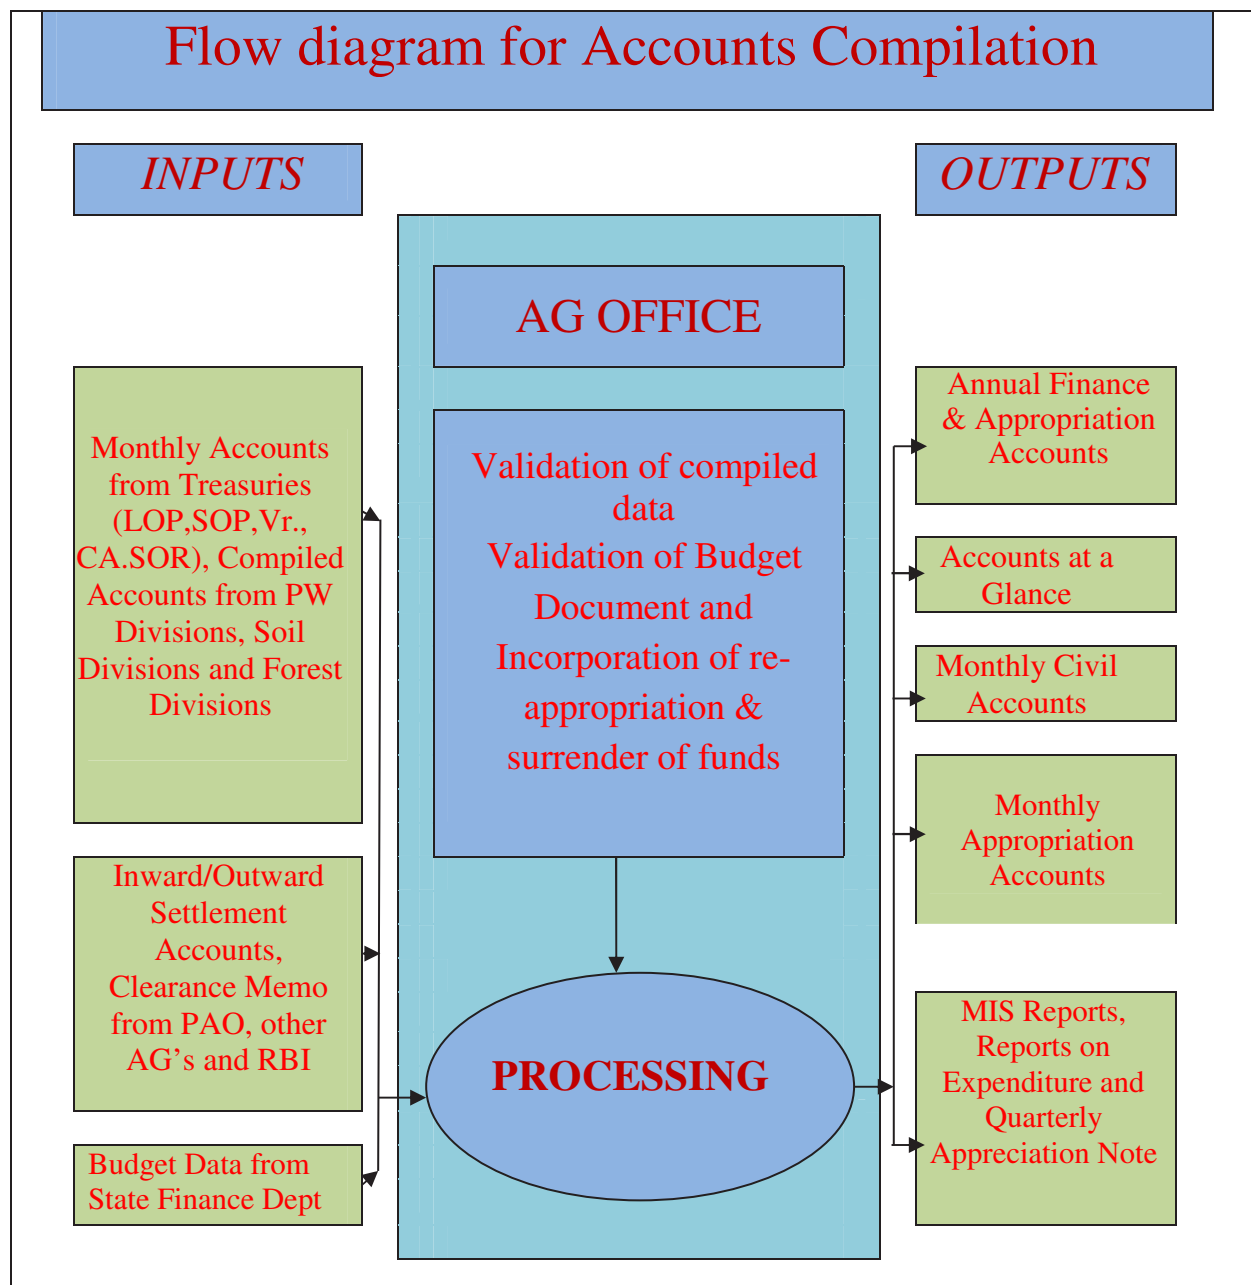 Flow diagram for Accounts Compilation
INPUTS
OUTPUTS
AG OFFICE
Monthly Accounts
from Treasuries
(LOP,SOP,Vr.,
CA.SOR), Compiled
Accounts from PW
Divisions, Soil
Divisions and Forest
Divisions
Inward/Outward
Settlement
Accounts,
Clearance Memo
from PAO, other
AG's and RBI
Budget Data from
State Finance Dept
Validation of compiled
data
Validation of Budget
Document and
Incorporation of re-
appropriation &
surrender of funds
PROCESSING
Annual Finance
& Appropriation
Accounts
Accounts at a
Glance
Monthly Civil
Accounts
Monthly
Appropriation
Accounts
MIS Reports,
Reports on
Expenditure and
Quarterly
Appreciation Note